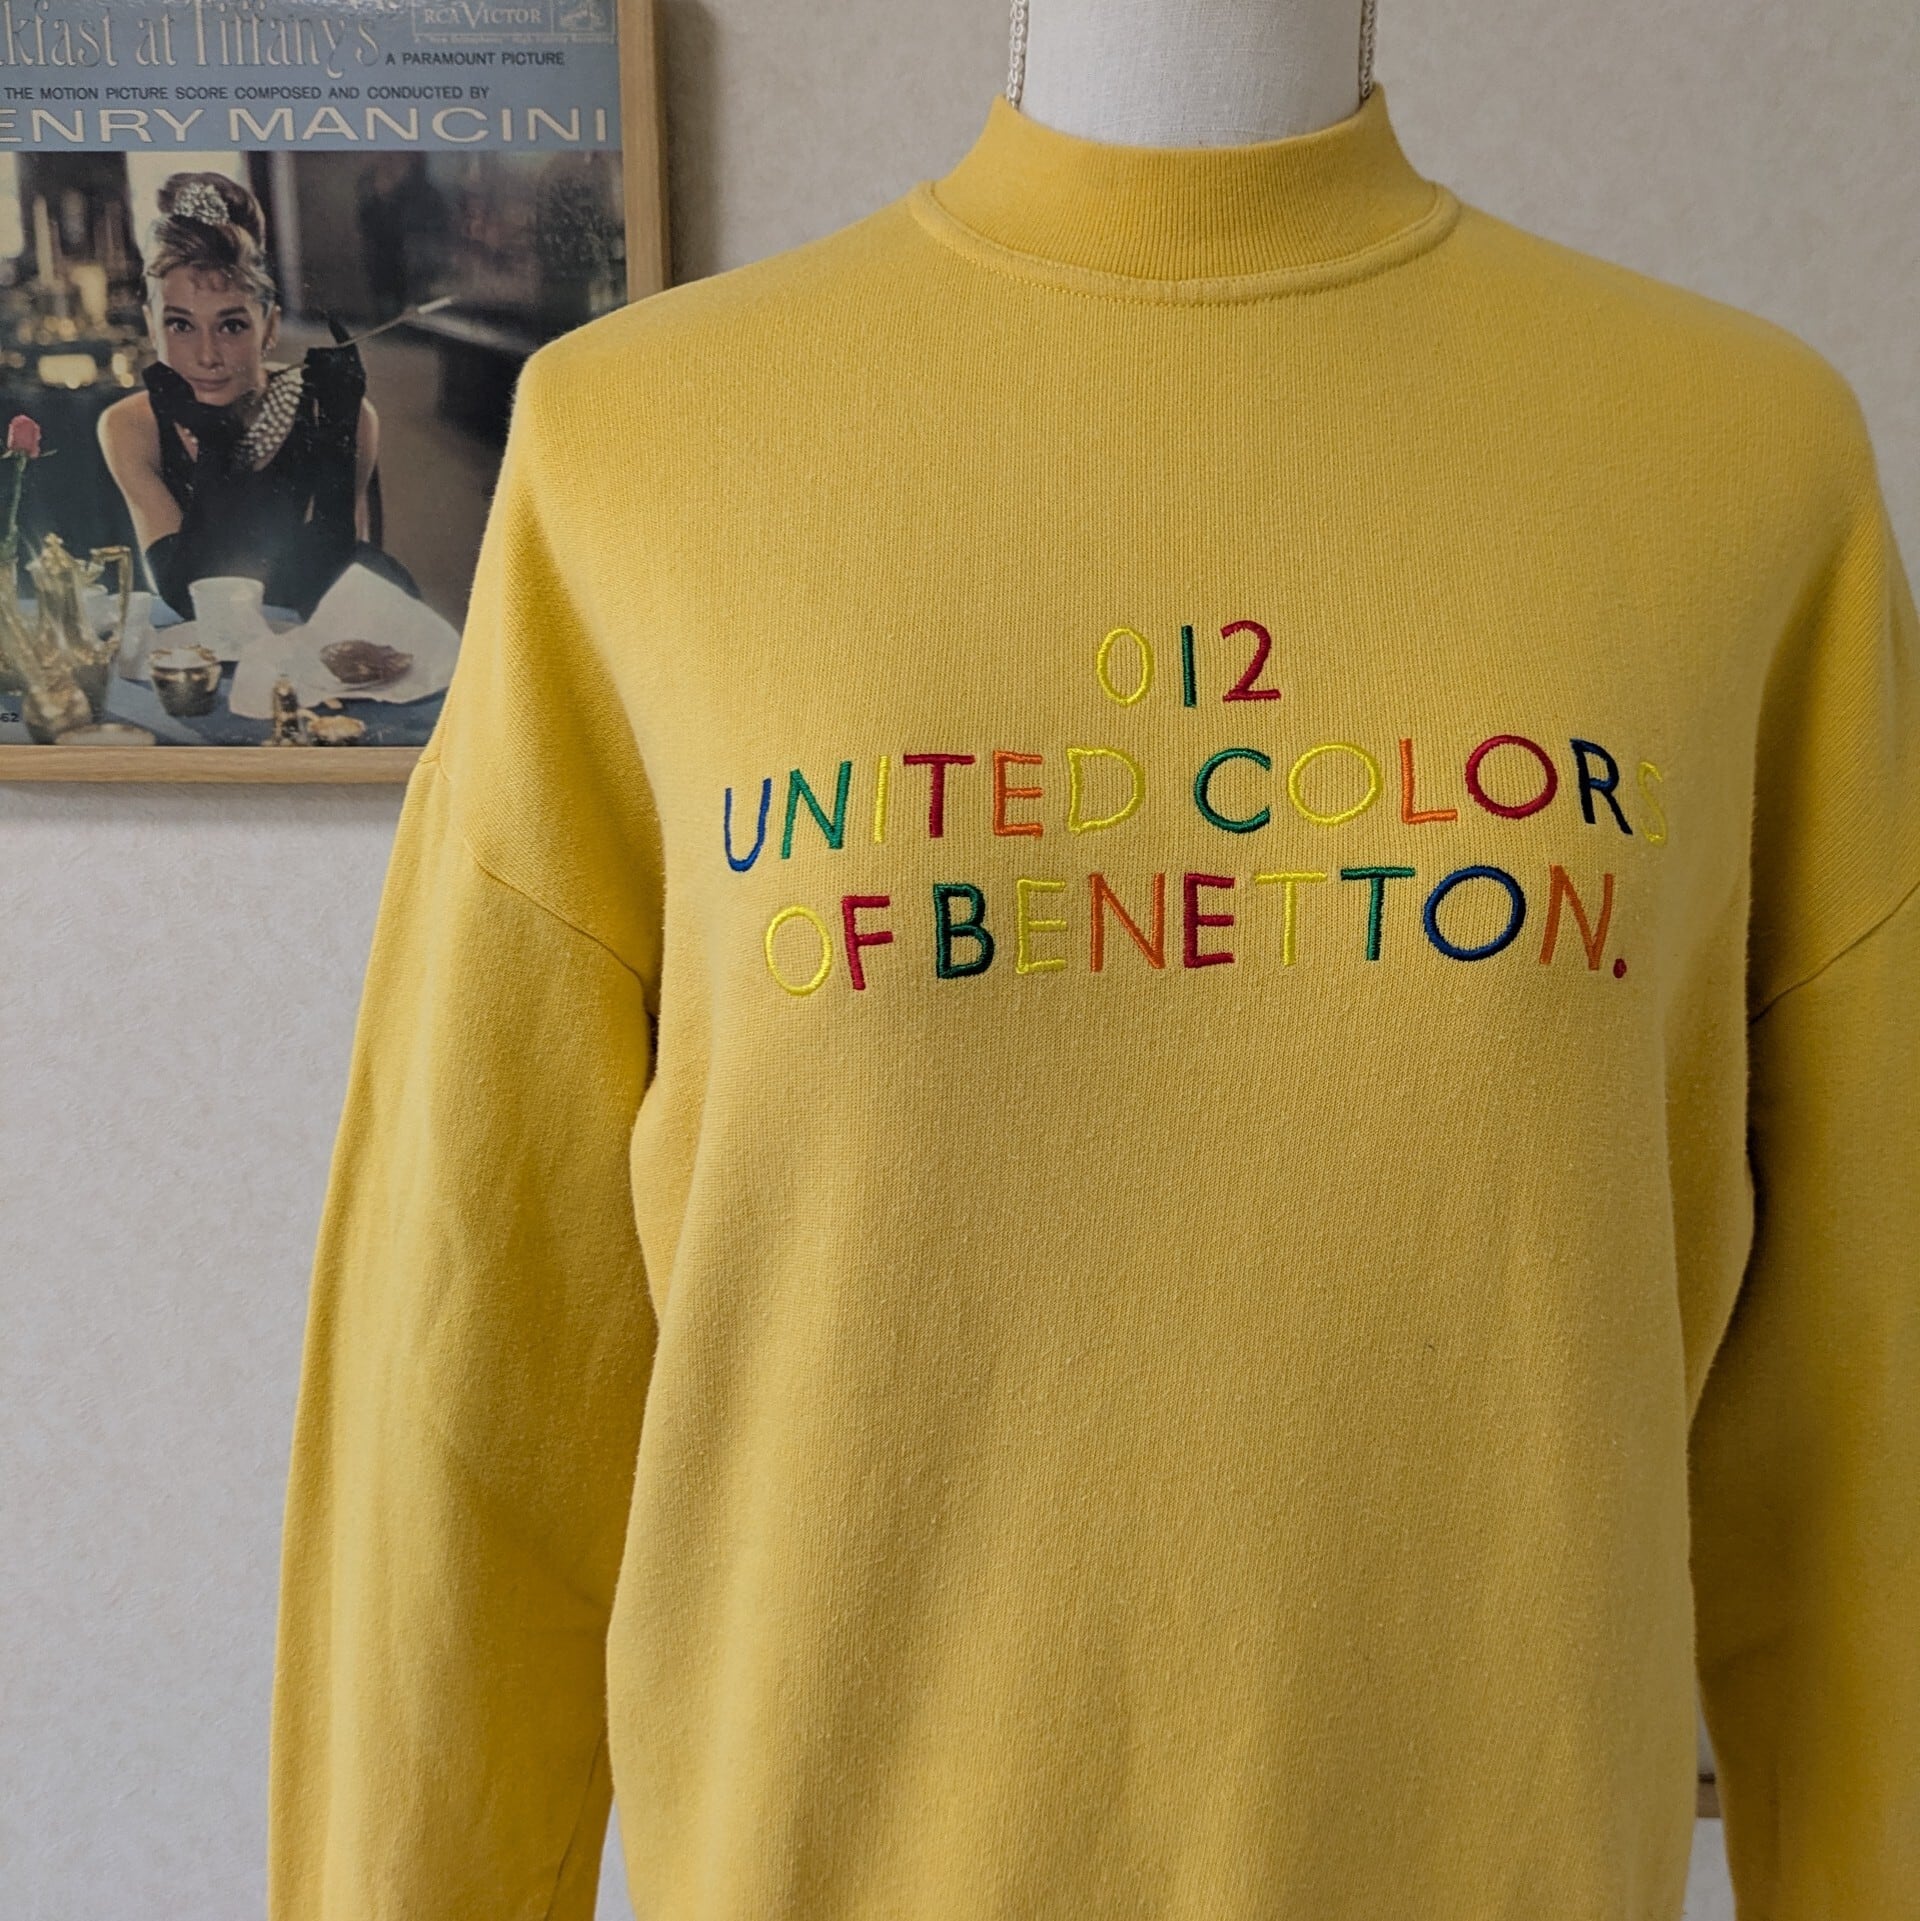 kfast at Tiffany's
RCA VICTOR
A PARAMOUNT PICTURE
THE MOTION PICTURE SCORE COMPOSED AND CONDUCTED BY
ENRY MANCINI
62
012
UNITED COLORS
OF BENETTON.